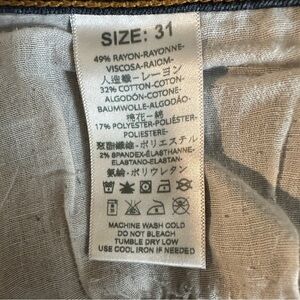 SIZE: 31
49% RAYON-RAYONNE-
VISCOSA-RAION-
人造纖-レーヨン
32% COTTON-COTONE-
ALGODÓN-COTONE-
BAUMWOLLE-ALGODÃO-
棉花-綿
17% POLYESTER-POLIÉSTER-
POLIESTERE-
聚酯纖維-ポリエステル
2% SPANDEX-ÉLASTHANNE-
ELASTANO-ELASTAN-
氨綸-ポリウレタン
MACHINE WASH COLD
DO NOT BLEACH
TUMBLE DRY LOW
USE COOL IRON IF NEEDED